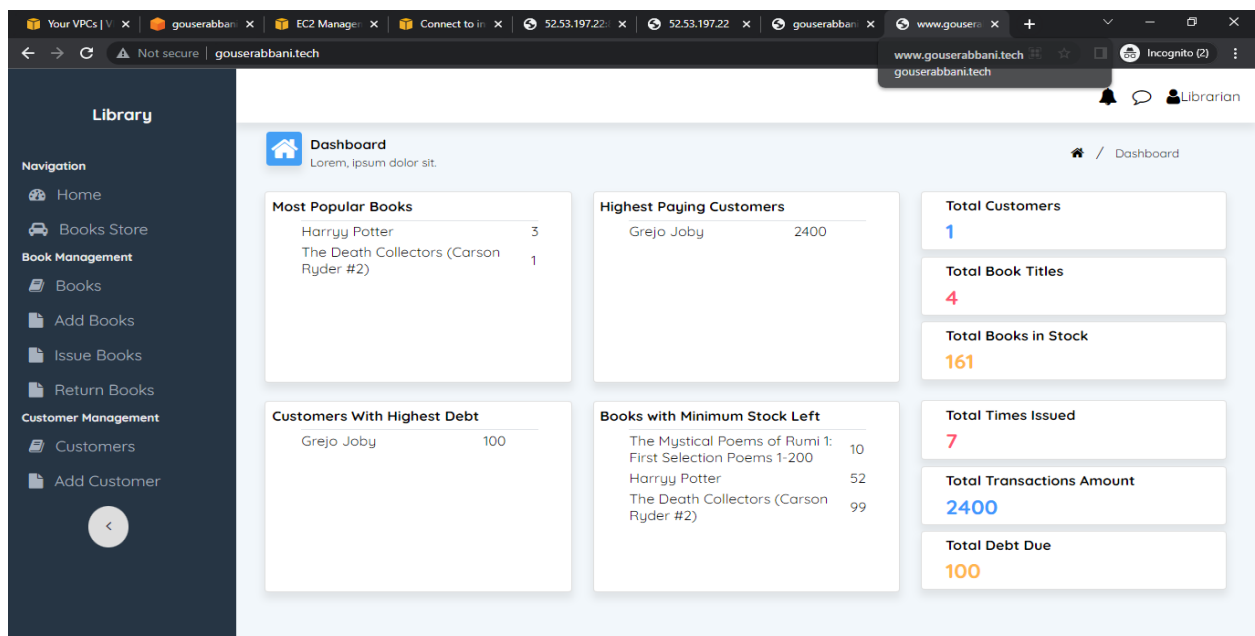 Your VPCs | V
gouserabban
EC2 Manager
Connect to in
52.53.197.22:
52.53.197.22
gouserabban
www.gousera
Not secure
gouserabbani.tech
Incognito (2)
www.gouserabbani.tech
gouserabbani.tech
Library
Librarian
Navigation
Home
Books Store
Book Management
Books
Add Books
Issue Books
Return Books
Customer Management
Customers
Add Customer
Dashboard
Lorem, ipsum dolor sit.
/ Dashboard
Most Popular Books
Harryy Potter 3
The Death Collectors (Carson
Ryder #2) 1
Highest Paying Customers
Grejo Joby 2400
Total Customers
1
Total Book Titles
4
Total Books in Stock
161
Customers With Highest Debt
Grejo Joby 100
Books with Minimum Stock Left
The Mystical Poems of Rumi 1:
First Selection Poems 1-200 10
Harryy Potter 52
The Death Collectors (Carson
Ryder #2) 99
Total Times Issued
7
Total Transactions Amount
2400
Total Debt Due
100